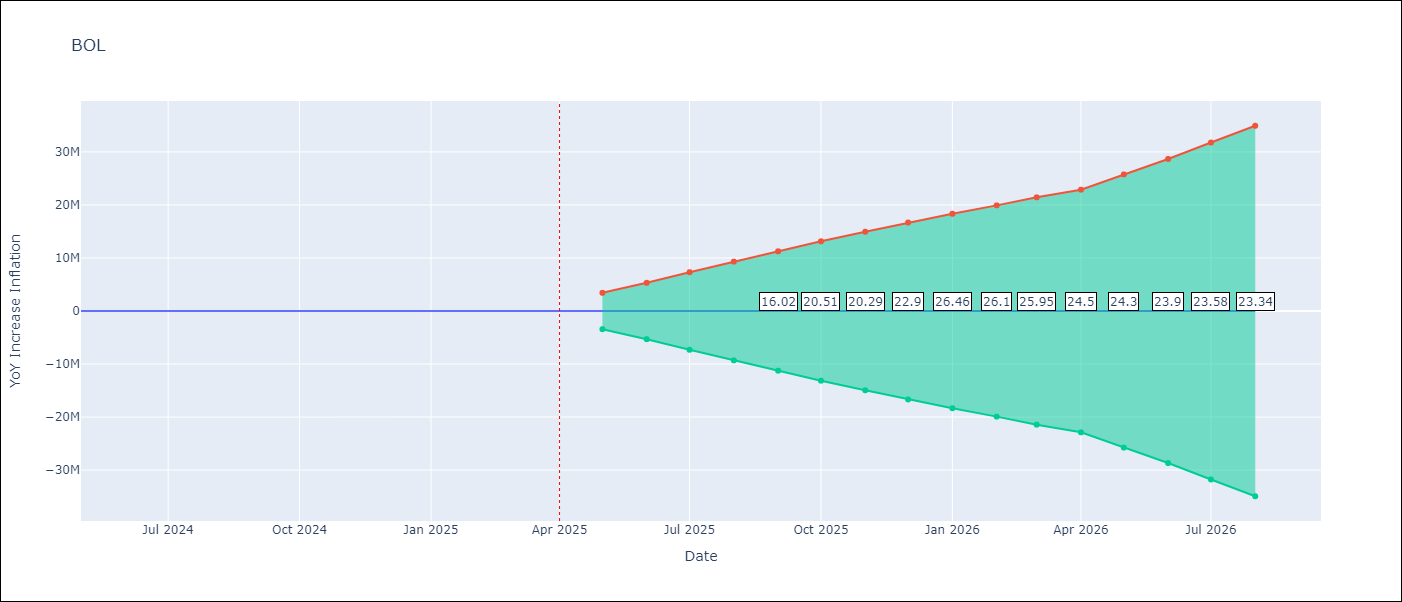 BOL
YoY Increase Inflation
30M
20M
10M
0
−10M
−20M
−30M
16.02 20.51 20.29 22.9 26.46 26.1 25.95 24.5 24.3 23.9 23.58 23.34
Jul 2024 Oct 2024 Jan 2025 Apr 2025 Jul 2025 Oct 2025 Jan 2026 Apr 2026 Jul 2026
Date